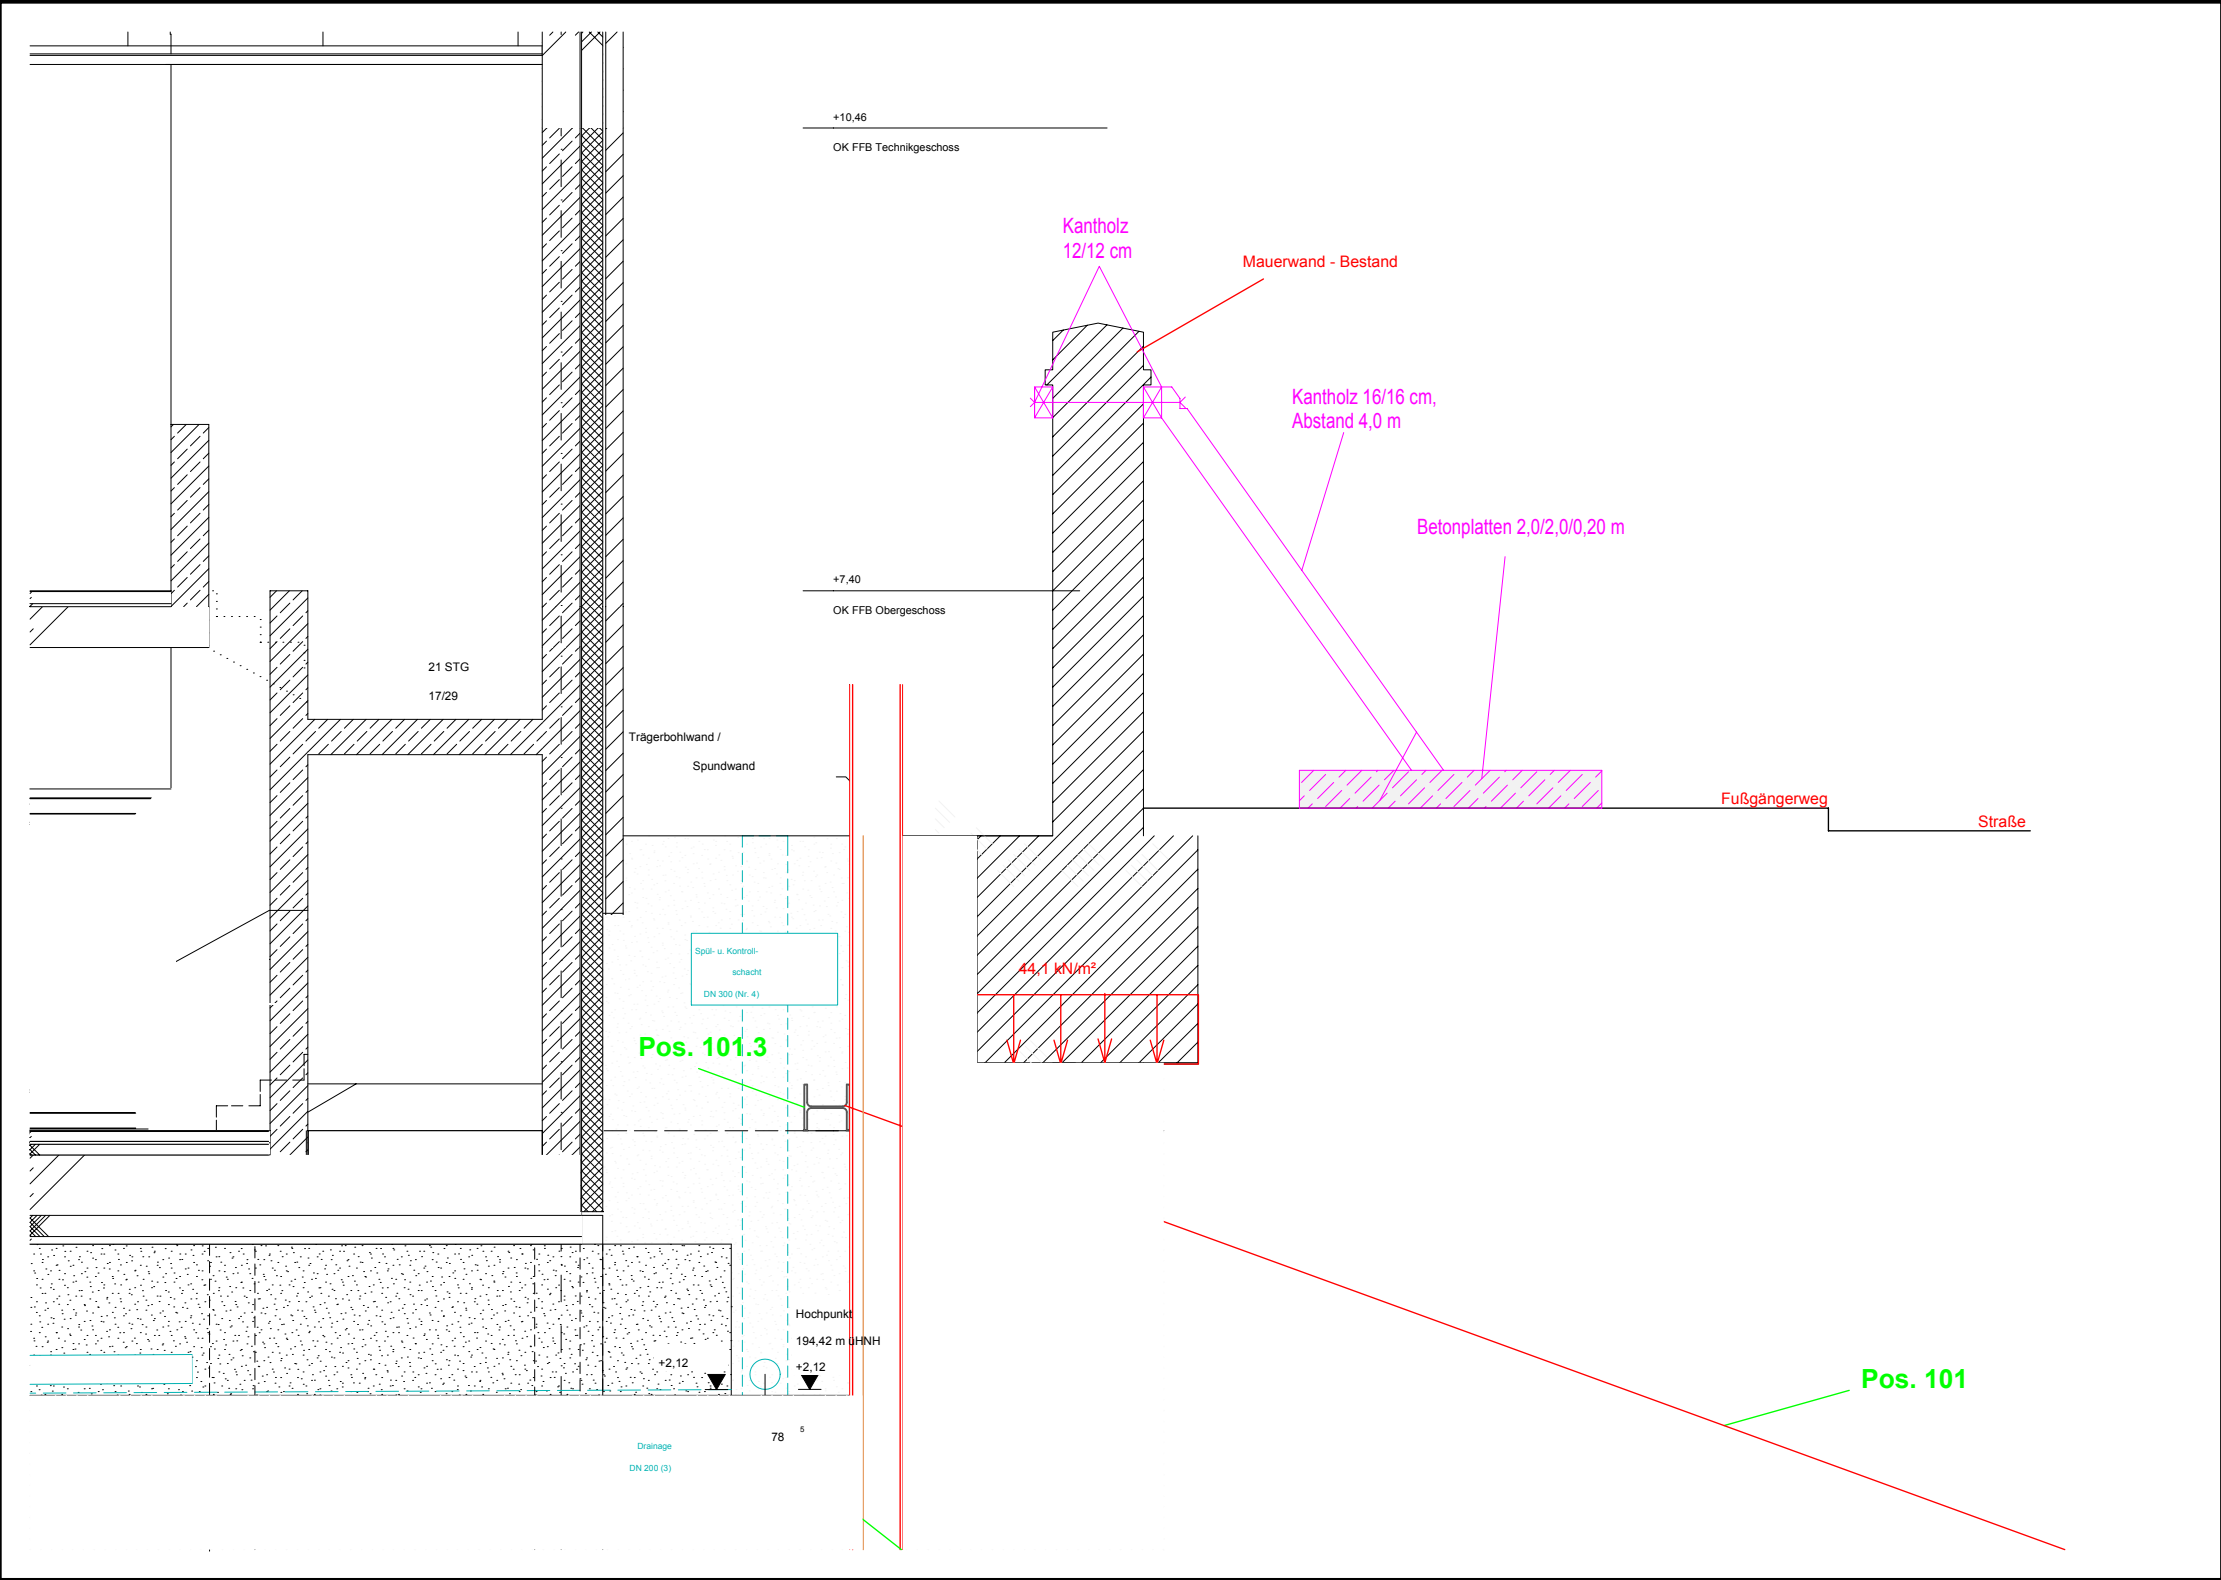 +10,46
OK FFB Technikgeschoss
Kantholz
12/12 cm
Mauerwand - Bestand
Kantholz 16/16 cm,
Abstand 4,0 m
Betonplatten 2,0/2,0/0,20 m
+7,40
OK FFB Obergeschoss
21 STG
17/29
Trägerbohlwand /
Spundwand
Fußgängerweg
Straße
Spül- u. Kontroll-
schacht
DN 300 (Nr. 4)
44,1 kN/m²
Pos. 101.3
Hochpunkt
194,42 m üHNH
+2,12
+2,12
Pos. 101
78 5
Drainage
DN 200 (3)